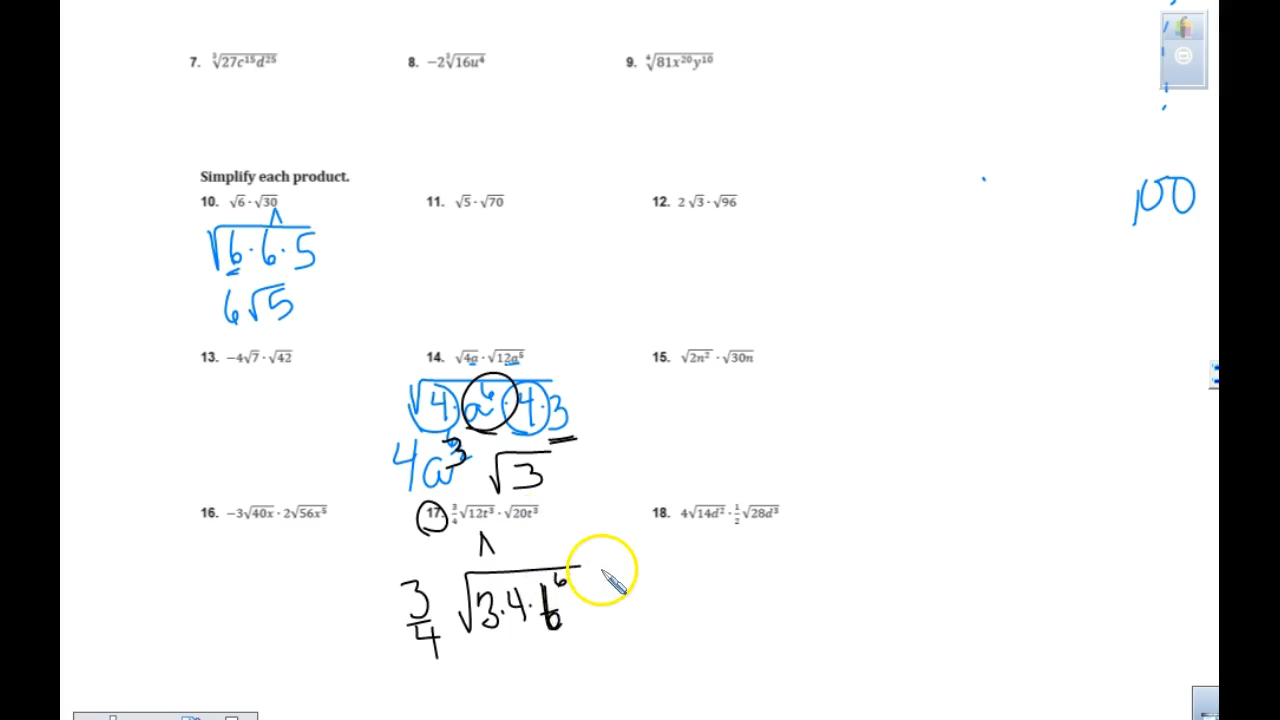 7. ∛27c¹⁵d²⁵ 8. −2∛16u⁴ 9. ∜81x²⁰y¹⁰
Simplify each product.
10. √6 · √30 11. √5 · √70 12. 2√3 · √96
100
√6 · 6 · 5
6√5
13. −4√7 · √42 14. √4a · √12a⁵ 15. √2n² · √30n
√4 · a⁶ · 4 · 3
4a³ √3
16. −3√40x · 2√56x⁵ 17. 3/4 √12t³ · √20t³ 18. 4√14d² · 1/2 √28d³
3/4 √3 · 4 · t⁶